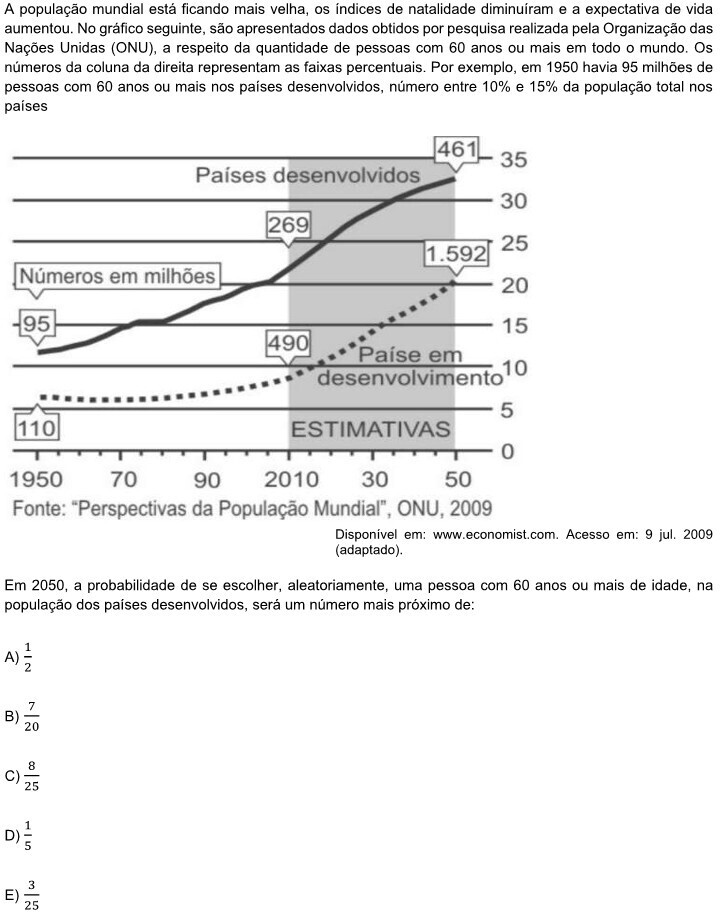 A população mundial está ficando mais velha, os índices de natalidade diminuíram e a expectativa de vida
aumentou. No gráfico seguinte, são apresentados dados obtidos por pesquisa realizada pela Organização das
Nações Unidas (ONU), a respeito da quantidade de pessoas com 60 anos ou mais em todo o mundo. Os
números da coluna da direita representam as faixas percentuais. Por exemplo, em 1950 havia 95 milhões de
pessoas com 60 anos ou mais nos países desenvolvidos, número entre 10% e 15% da população total nos
países
461
35
Países desenvolvidos
30
269
25
1.592
Números em milhões
20
95
15
490
Paíse em
10
desenvolvimento
5
110
ESTIMATIVAS
0
1950 70 90 2010 30 50
Fonte: “Perspectivas da População Mundial”, ONU, 2009
Disponível em: www.economist.com. Acesso em: 9 jul. 2009
(adaptado).
Em 2050, a probabilidade de se escolher, aleatoriamente, uma pessoa com 60 anos ou mais de idade, na
população dos países desenvolvidos, será um número mais próximo de:
A) 1/2
B) 7/20
C) 8/25
D) 1/5
E) 3/25